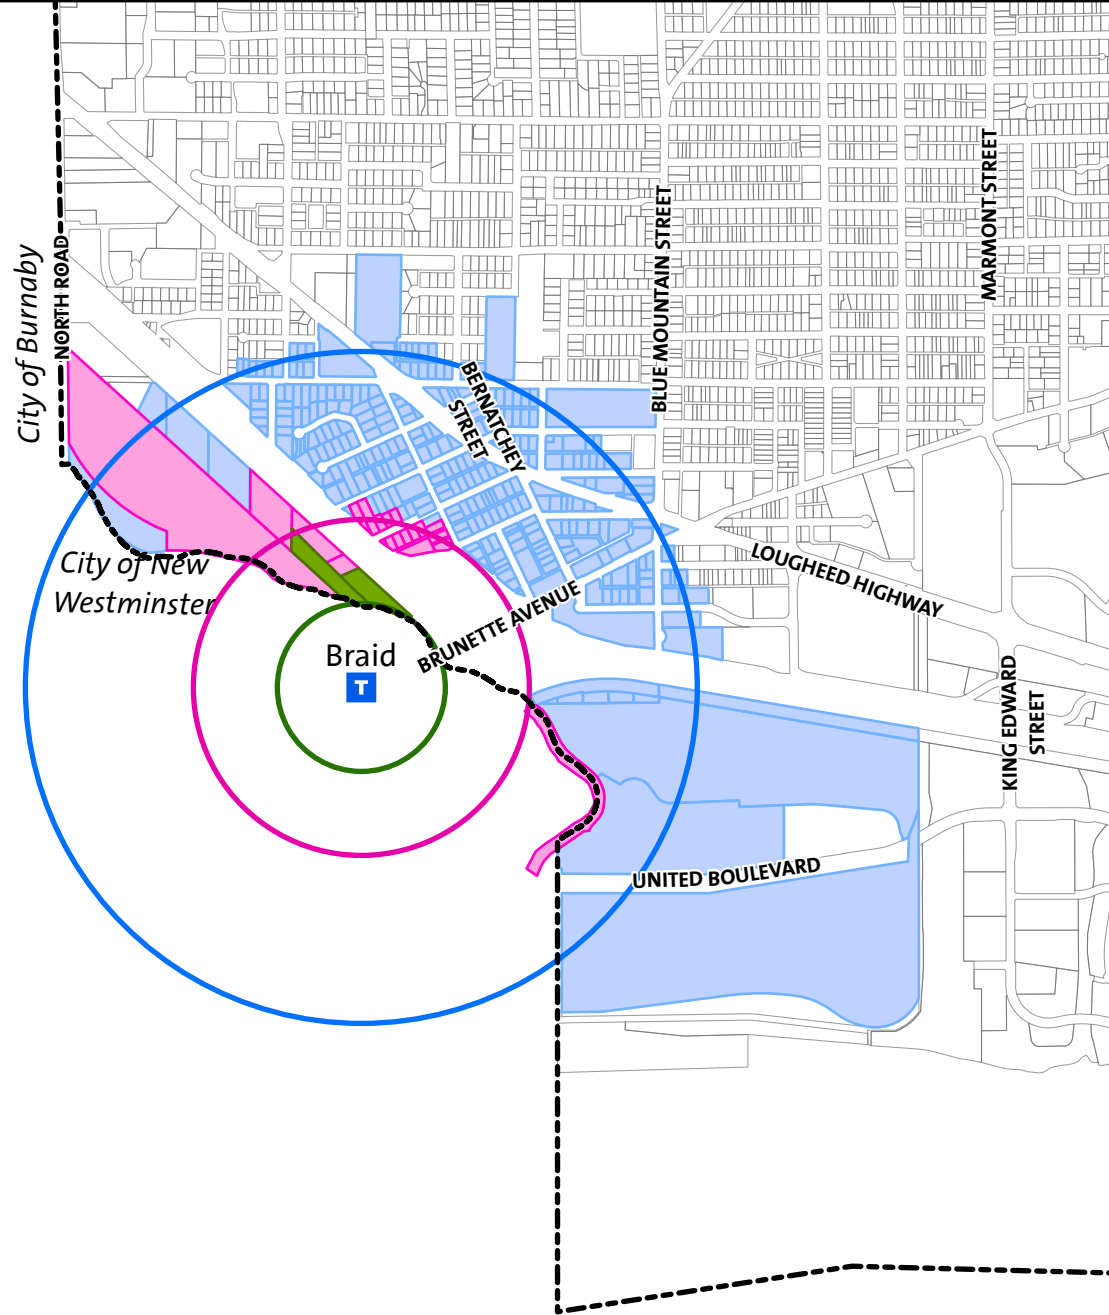 MARMONT STREET
BLUE MOUNTAIN STREET
City of Burnaby
NORTH ROAD
BERNATCHEY
STREET
City of New
Westminster
LOUGHEED HIGHWAY
BRUNETTE AVENUE
Braid
T
KING EDWARD
STREET
UNITED BOULEVARD